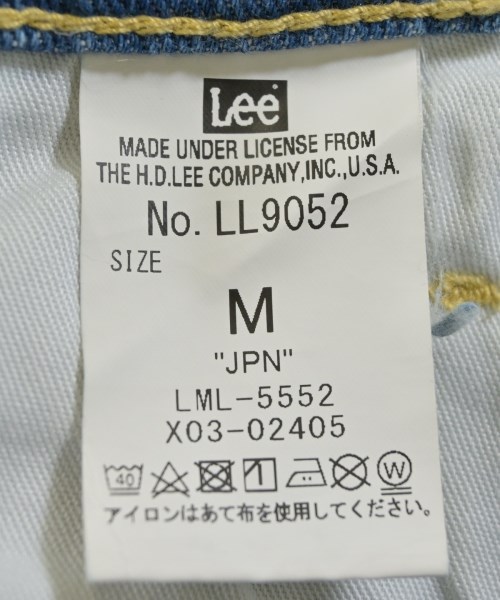 Lee
MADE UNDER LICENSE FROM
THE H.D.LEE COMPANY,INC.,U.S.A.
No. LL9052
SIZE
M
"JPN"
LML-5552
X03-02405
40 W
アイロンはあて布を使用してください。